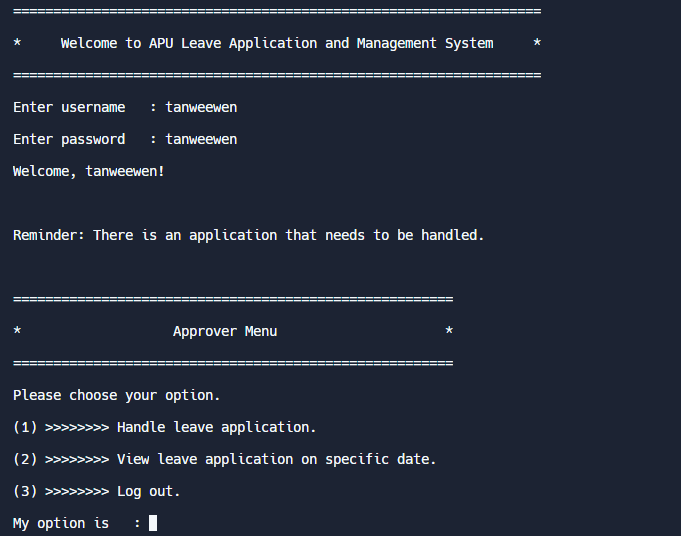 ==================================================================
*     Welcome to APU Leave Application and Management System     *
==================================================================
Enter username   : tanweewen
Enter password   : tanweewen
Welcome, tanweewen!
Reminder: There is an application that needs to be handled.
=======================================================
*                   Approver Menu                     *
=======================================================
Please choose your option.
(1) >>>>>>>> Handle leave application.
(2) >>>>>>>> View leave application on specific date.
(3) >>>>>>>> Log out.
My option is   :